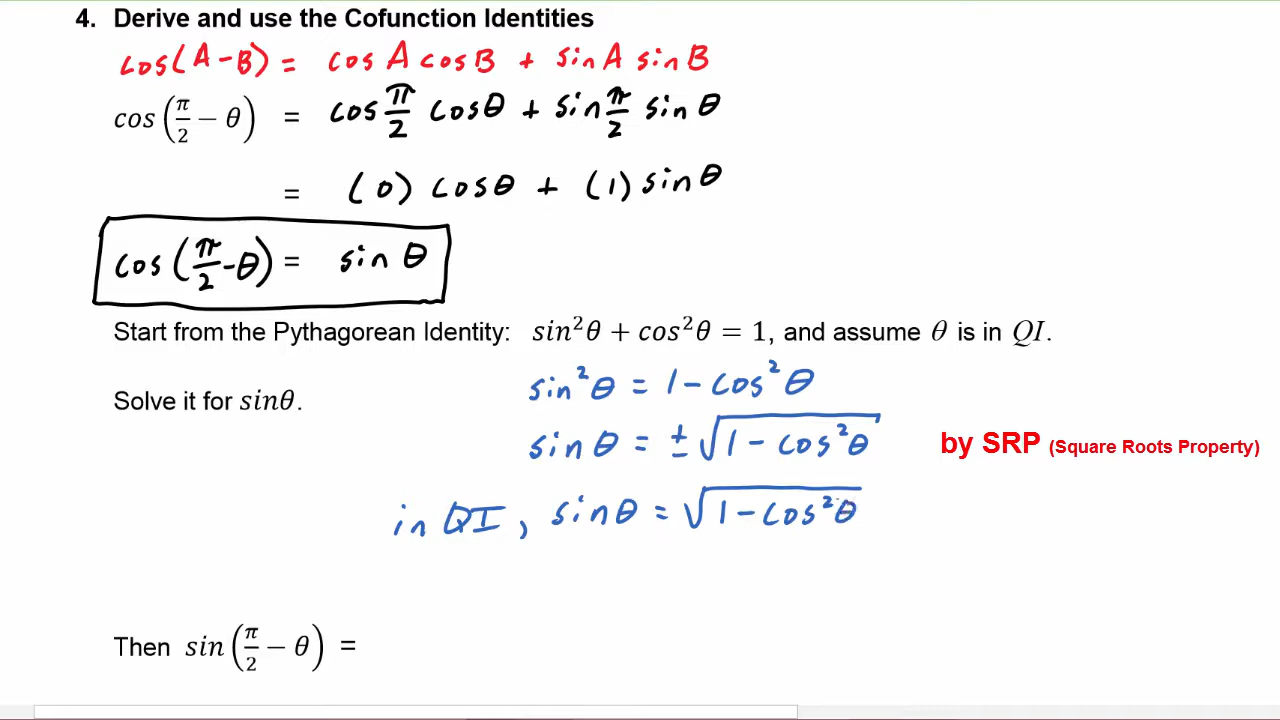 4. Derive and use the Cofunction Identities
cos(A-B) = cos A cos B + sin A sin B
cos(π/2 − θ) = cos π/2 cosθ + sin π/2 sin θ
= (0) cosθ + (1) sin θ
cos(π/2 - θ) = sin θ
Start from the Pythagorean Identity: sin²θ + cos²θ = 1, and assume θ is in QI.
sin²θ = 1 - cos²θ
Solve it for sinθ.
sin θ = ± √(1 - cos²θ) by SRP (Square Roots Property)
in QI, sinθ = √(1 - cos²θ)
Then sin(π/2 − θ) =